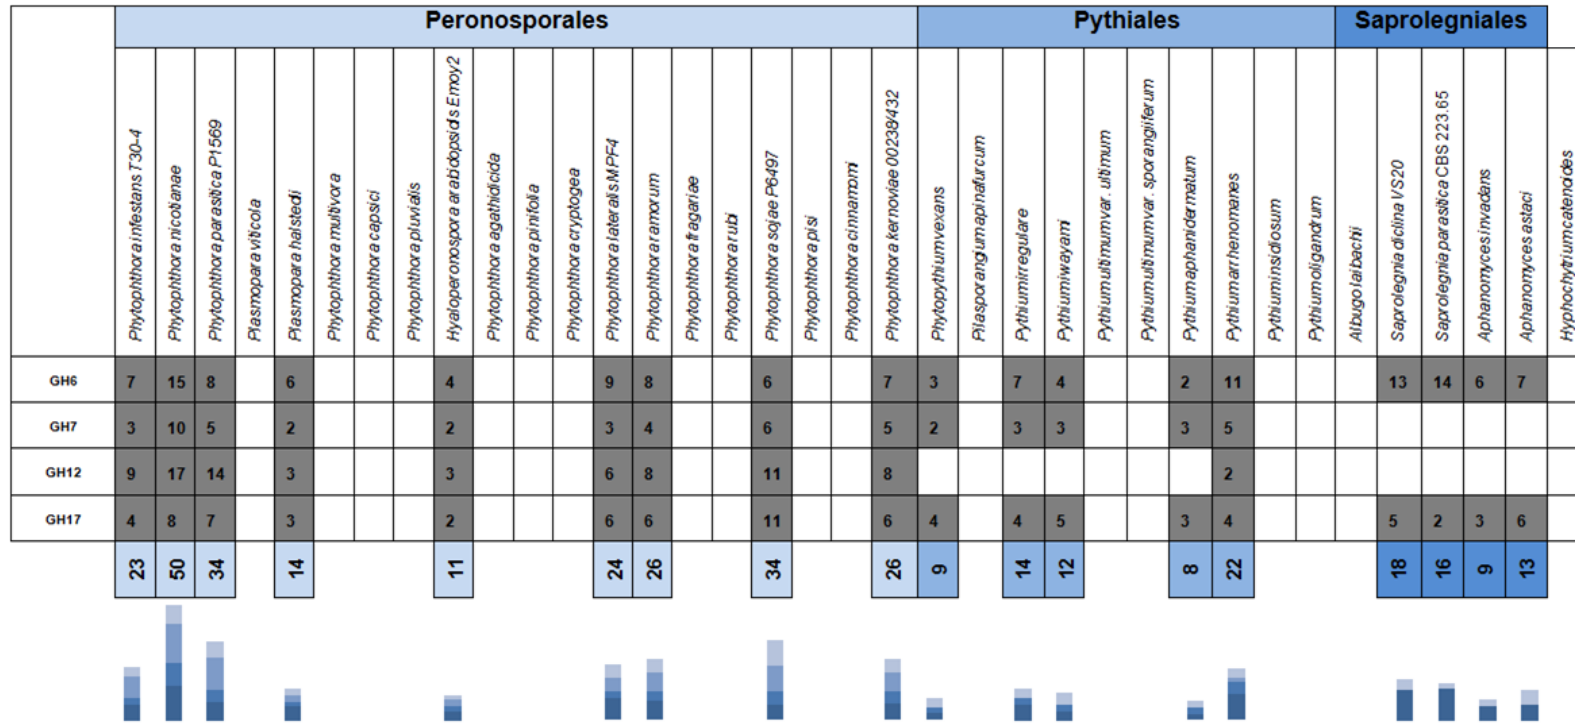 Peronosporales Pythiales Saprolegniales
Phytophthora infestans T30-4
Phytophthora nicotianae
Phytophthora parasitica P1569
Plasmopara viticola
Plasmopara halstedi
Phytophthora multivora
Phytophthora capsici
Phytophthora pluvialis
Hyaloperonospora arabidopsidis Emoy2
Phytophthora agathidicida
Phytophthora pinifolia
Phytophthora cryptogea
Phytophthora lateralis MPF4
Phytophthora ramorum
Phytophthora fragariae
Phytophthora rubi
Phytophthora sojae P6497
Phytophthora pisi
Phytophthora cinnamomi
Phytophthora kernoviae 00238/432
Phytopythium vexans
Pilasporangium apinafurcum
Pythium irregulare
Pythium iwayami
Pythium ultimum var. ultimum
Pythium ultimum var. sporangiiferum
Pythium aphanidermatum
Pythium arrhenomanes
Pythium insidiosum
Pythium oligandrum
Albugo laibachii
Saprolegnia diclina VS20
Saprolegnia parasitica CBS 223.65
Aphanomyces invadans
Aphanomyces astaci
Hyphochytrium catenoides
GH6 7 15 8 6 4 9 8 6 7 3 7 4 2 11 13 14 6 7
GH7 3 10 5 2 2 3 4 6 5 2 3 3 3 5
GH12 9 17 14 3 3 6 8 11 8 2
GH17 4 8 7 3 2 6 6 11 6 4 4 5 3 4 5 2 3 6
23 50 34 14 11 24 26 34 26 9 14 12 8 22 18 16 9 13